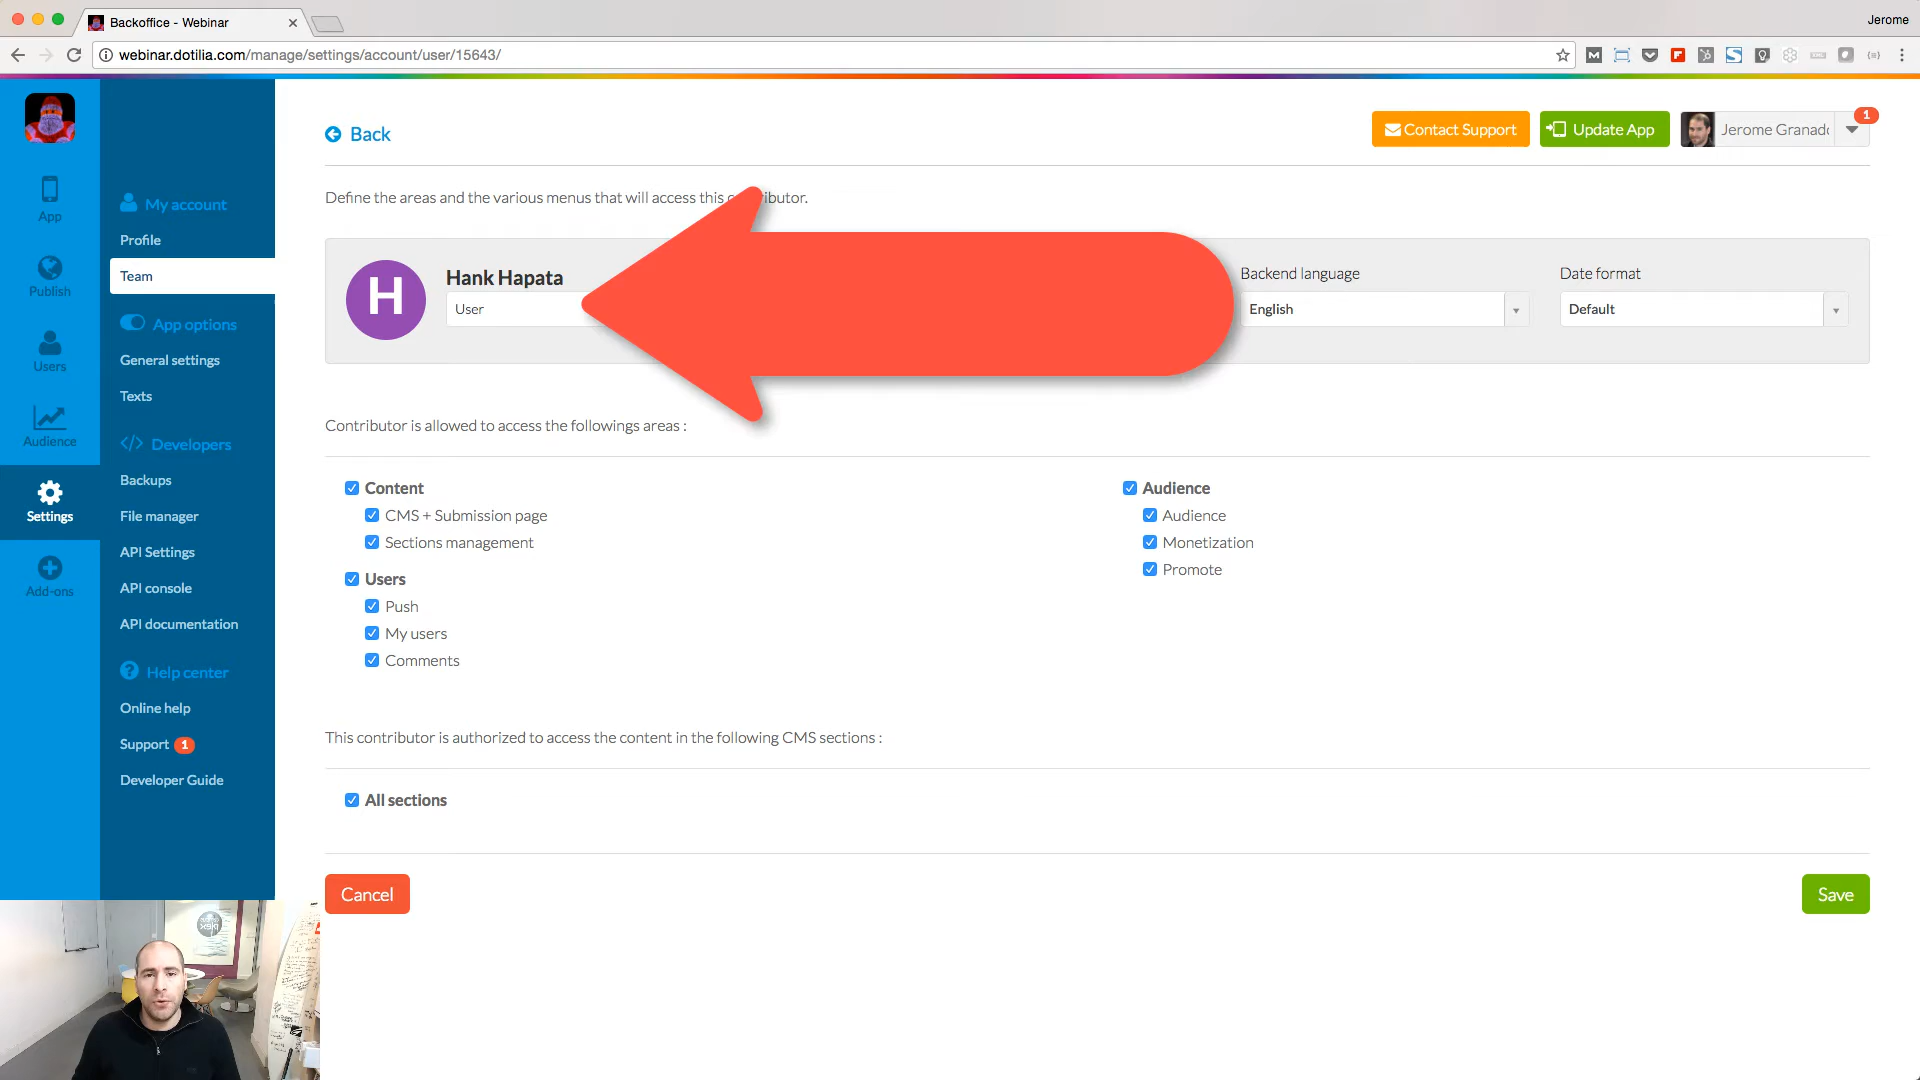 Backoffice - Webinar
Jerome
webinar.dotilia.com/manage/settings/account/user/15643/
Back
Contact Support
Update App
Jerome Granado
1
App
Publish
Users
Audience
Settings
Add-ons
My account
Profile
Team
App options
General settings
Texts
Developers
Backups
File manager
API Settings
API console
API documentation
Help center
Online help
Support 1
Developer Guide
Define the areas and the various menus that will access this ibutor.
H
Hank Hapata
User
Backend language
English
Date format
Default
Contributor is allowed to access the followings areas :
Content
CMS + Submission page
Sections management
Users
Push
My users
Comments
Audience
Audience
Monetization
Promote
This contributor is authorized to access the content in the following CMS sections :
All sections
Cancel
Save